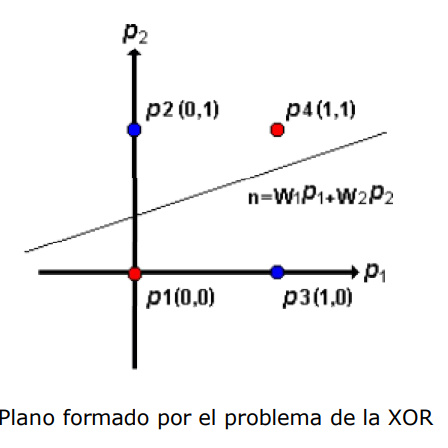 p2
p2 (0,1)
p4(1,1)
n=W1p1+W2p2
p1
p1(0,0)
p3(1,0)
Plano formado por el problema de la XOR